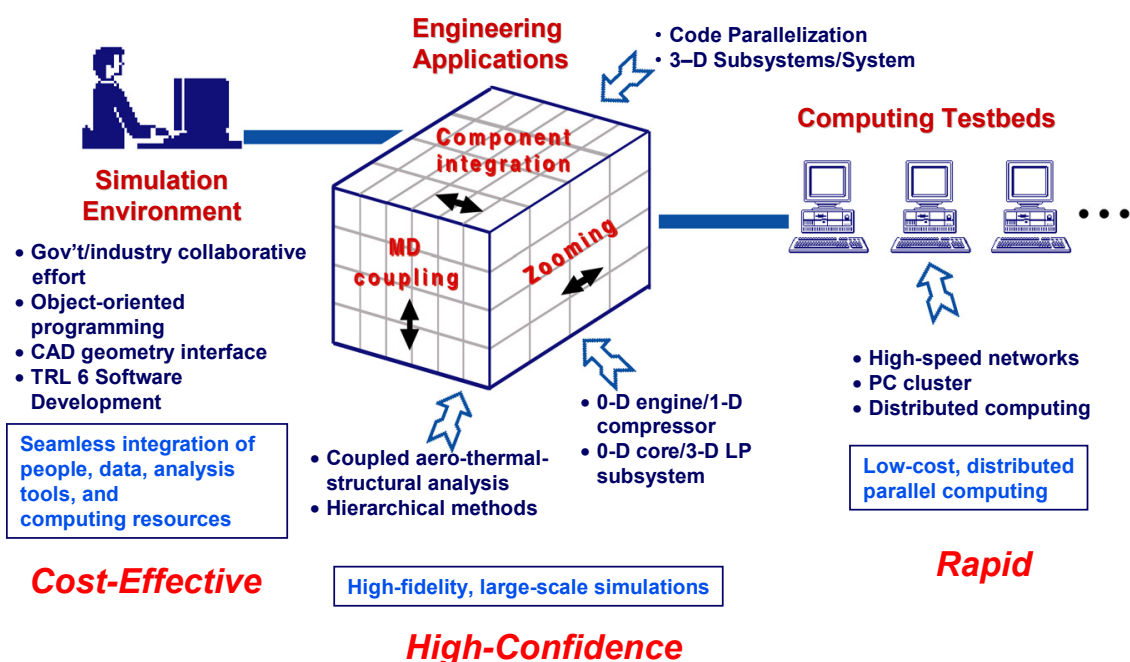 Engineering
Applications
• Code Parallelization
• 3–D Subsystems/System
Component
integration
MD
coupling
Zooming
Computing Testbeds
Simulation
Environment
• Gov’t/industry collaborative
effort
• Object-oriented
programming
• CAD geometry interface
• TRL 6 Software
Development
Seamless integration of
people, data, analysis
tools, and
computing resources
Cost-Effective
• Coupled aero-thermal-
structural analysis
• Hierarchical methods
• 0-D engine/1-D
compressor
• 0-D core/3-D LP
subsystem
High-fidelity, large-scale simulations
High-Confidence
• • •
• High-speed networks
• PC cluster
• Distributed computing
Low-cost, distributed
parallel computing
Rapid